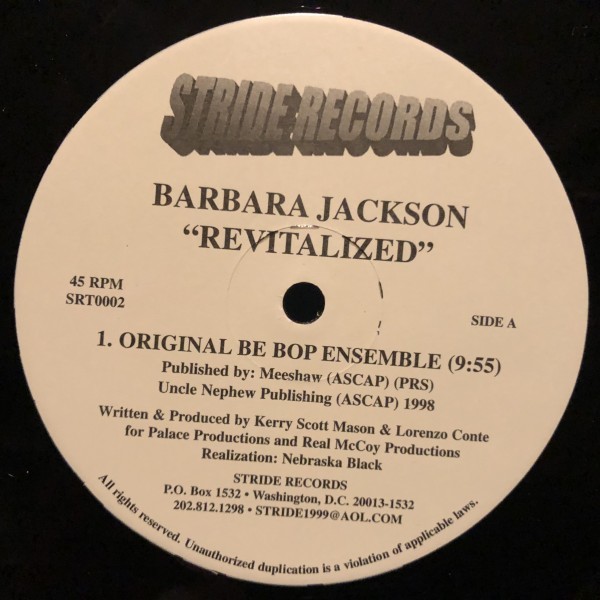 STRIDE RECORDS
BARBARA JACKSON
“REVITALIZED”
45 RPM
SRT0002
SIDE A
1. ORIGINAL BE BOP ENSEMBLE (9:55)
Published by: Meeshaw (ASCAP) (PRS)
Uncle Nephew Publishing (ASCAP) 1998
Written & Produced by Kerry Scott Mason & Lorenzo Conte
for Palace Productions and Real McCoy Productions
Realization: Nebraska Black
STRIDE RECORDS
P.O. Box 1532 • Washington, D.C. 20013-1532
202.812.1298 • STRIDE1999@AOL.COM
All rights reserved. Unauthorized duplication is a violation of applicable laws.